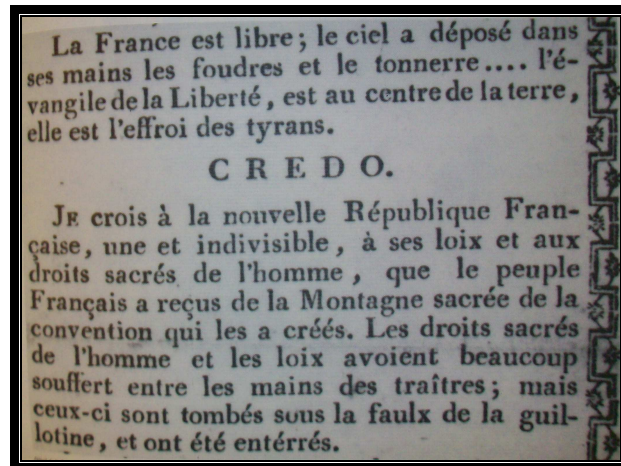 La France est libre; le ciel a déposé dans
ses mains les foudres et le tonnerre.... l'é-
vangile de la Liberté, est au centre de la terre,
elle est l'effroi des tyrans.
CREDO.
JE crois à la nouvelle République Fran-
çaise, une et indivisible, à ses loix et aux
droits sacrés de l'homme, que le peuple
Français a reçus de la Montagne sacrée de la
convention qui les a créés. Les droits sacrés
de l'homme et les loix avoient beaucoup
souffert entre les mains des traîtres; mais
ceux-ci sont tombés sous la faulx de la guil-
lotine, et ont été entérrés.